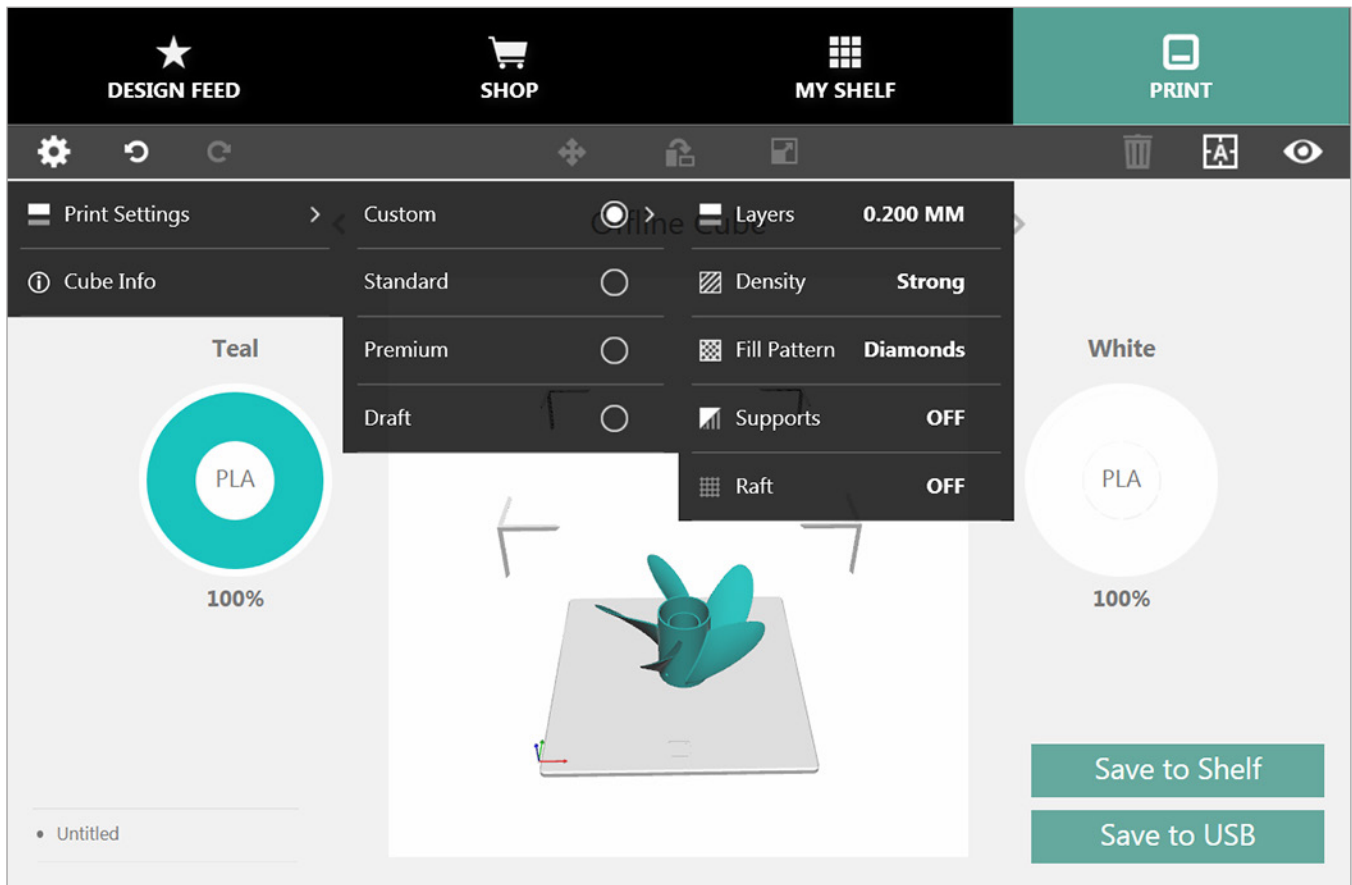 DESIGN FEED
SHOP
MY SHELF
PRINT
A
Print Settings
Custom
Offline Cube
Layers 0.200 MM
Cube Info
Standard
Density Strong
Teal
Premium
Fill Pattern Diamonds
White
Draft
Supports OFF
PLA
Raft OFF
PLA
100%
100%
Save to Shelf
Untitled
Save to USB